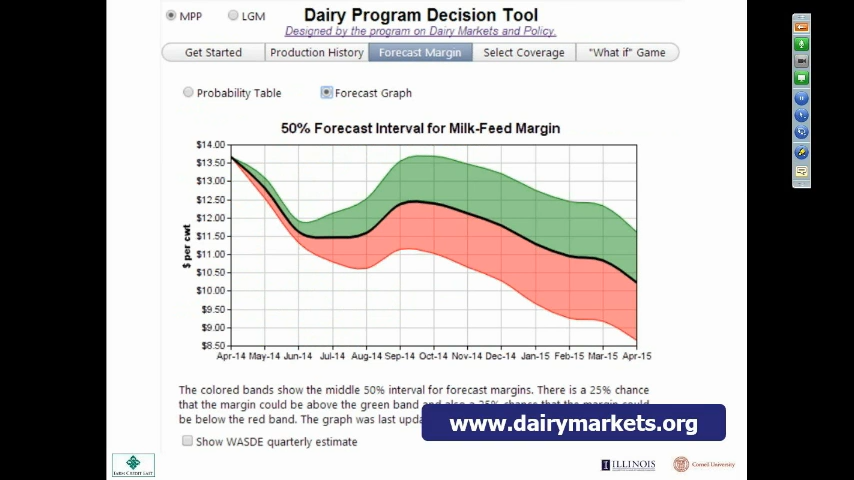 MPP LGM
Dairy Program Decision Tool
Designed by the program on Dairy Markets and Policy.
Get Started Production History Forecast Margin Select Coverage "What if" Game
Probability Table Forecast Graph
50% Forecast Interval for Milk-Feed Margin
$14.00
$13.50
$13.00
$12.50
$12.00
$11.50
$11.00
$10.50
$10.00
$9.50
$9.00
$8.50
$ per cwt
Apr-14 May-14 Jun-14 Jul-14 Aug-14 Sep-14 Oct-14 Nov-14 Dec-14 Jan-15 Feb-15 Mar-15 Apr-15
The colored bands show the middle 50% interval for forecast margins. There is a 25% chance
that the margin could be above the green band
be below the red band. The graph was last
www.dairymarkets.org
Show WASDE quarterly estimate
FARM CREDIT EAST
ILLINOIS
Cornell University